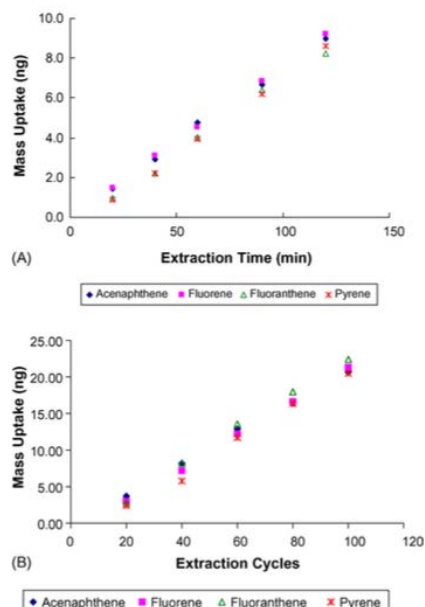 10.0
8.0
6.0
4.0
2.0
0.0
Mass Uptake (ng)
0 50 100 150
(A)
Extraction Time (min)
Acenaphthene Fluorene Fluoranthene Pyrene
25.00
20.00
15.00
10.00
5.00
0.00
Mass Uptake (ng)
0 20 40 60 80 100 120
(B)
Extraction Cycles
Acenaphthene Fluorene Fluoranthene Pyrene